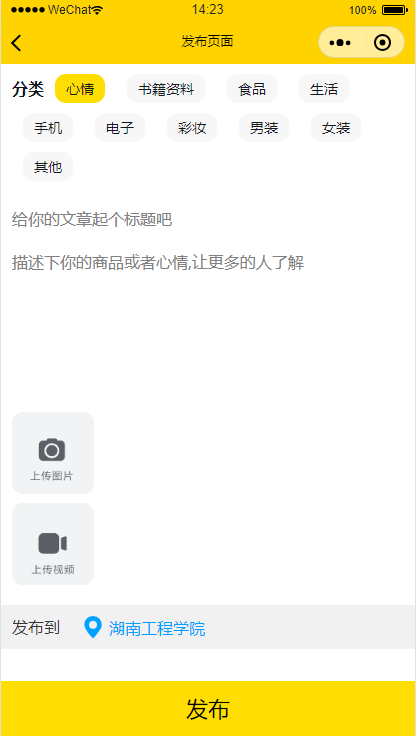 ●●●●● WeChat 14:23 100%
发布页面
分类 心情 书籍资料 食品 生活
手机 电子 彩妆 男装 女装
其他
给你的文章起个标题吧
描述下你的商品或者心情,让更多的人了解
上传图片
上传视频
发布到 湖南工程学院
发布